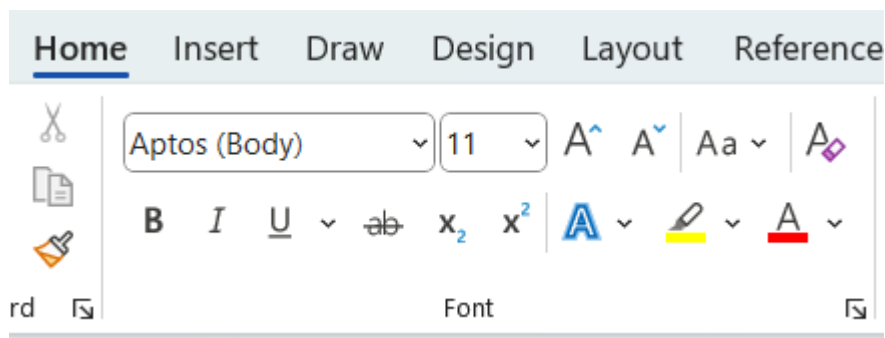 Home Insert Draw Design Layout Reference
Aptos (Body) 11 A A Aa A
B I U ab x₂ x² A A
rd Font